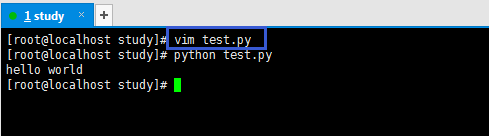 1 study × +
[root@localhost study]# vim test.py
[root@localhost study]# python test.py
hello world
[root@localhost study]#